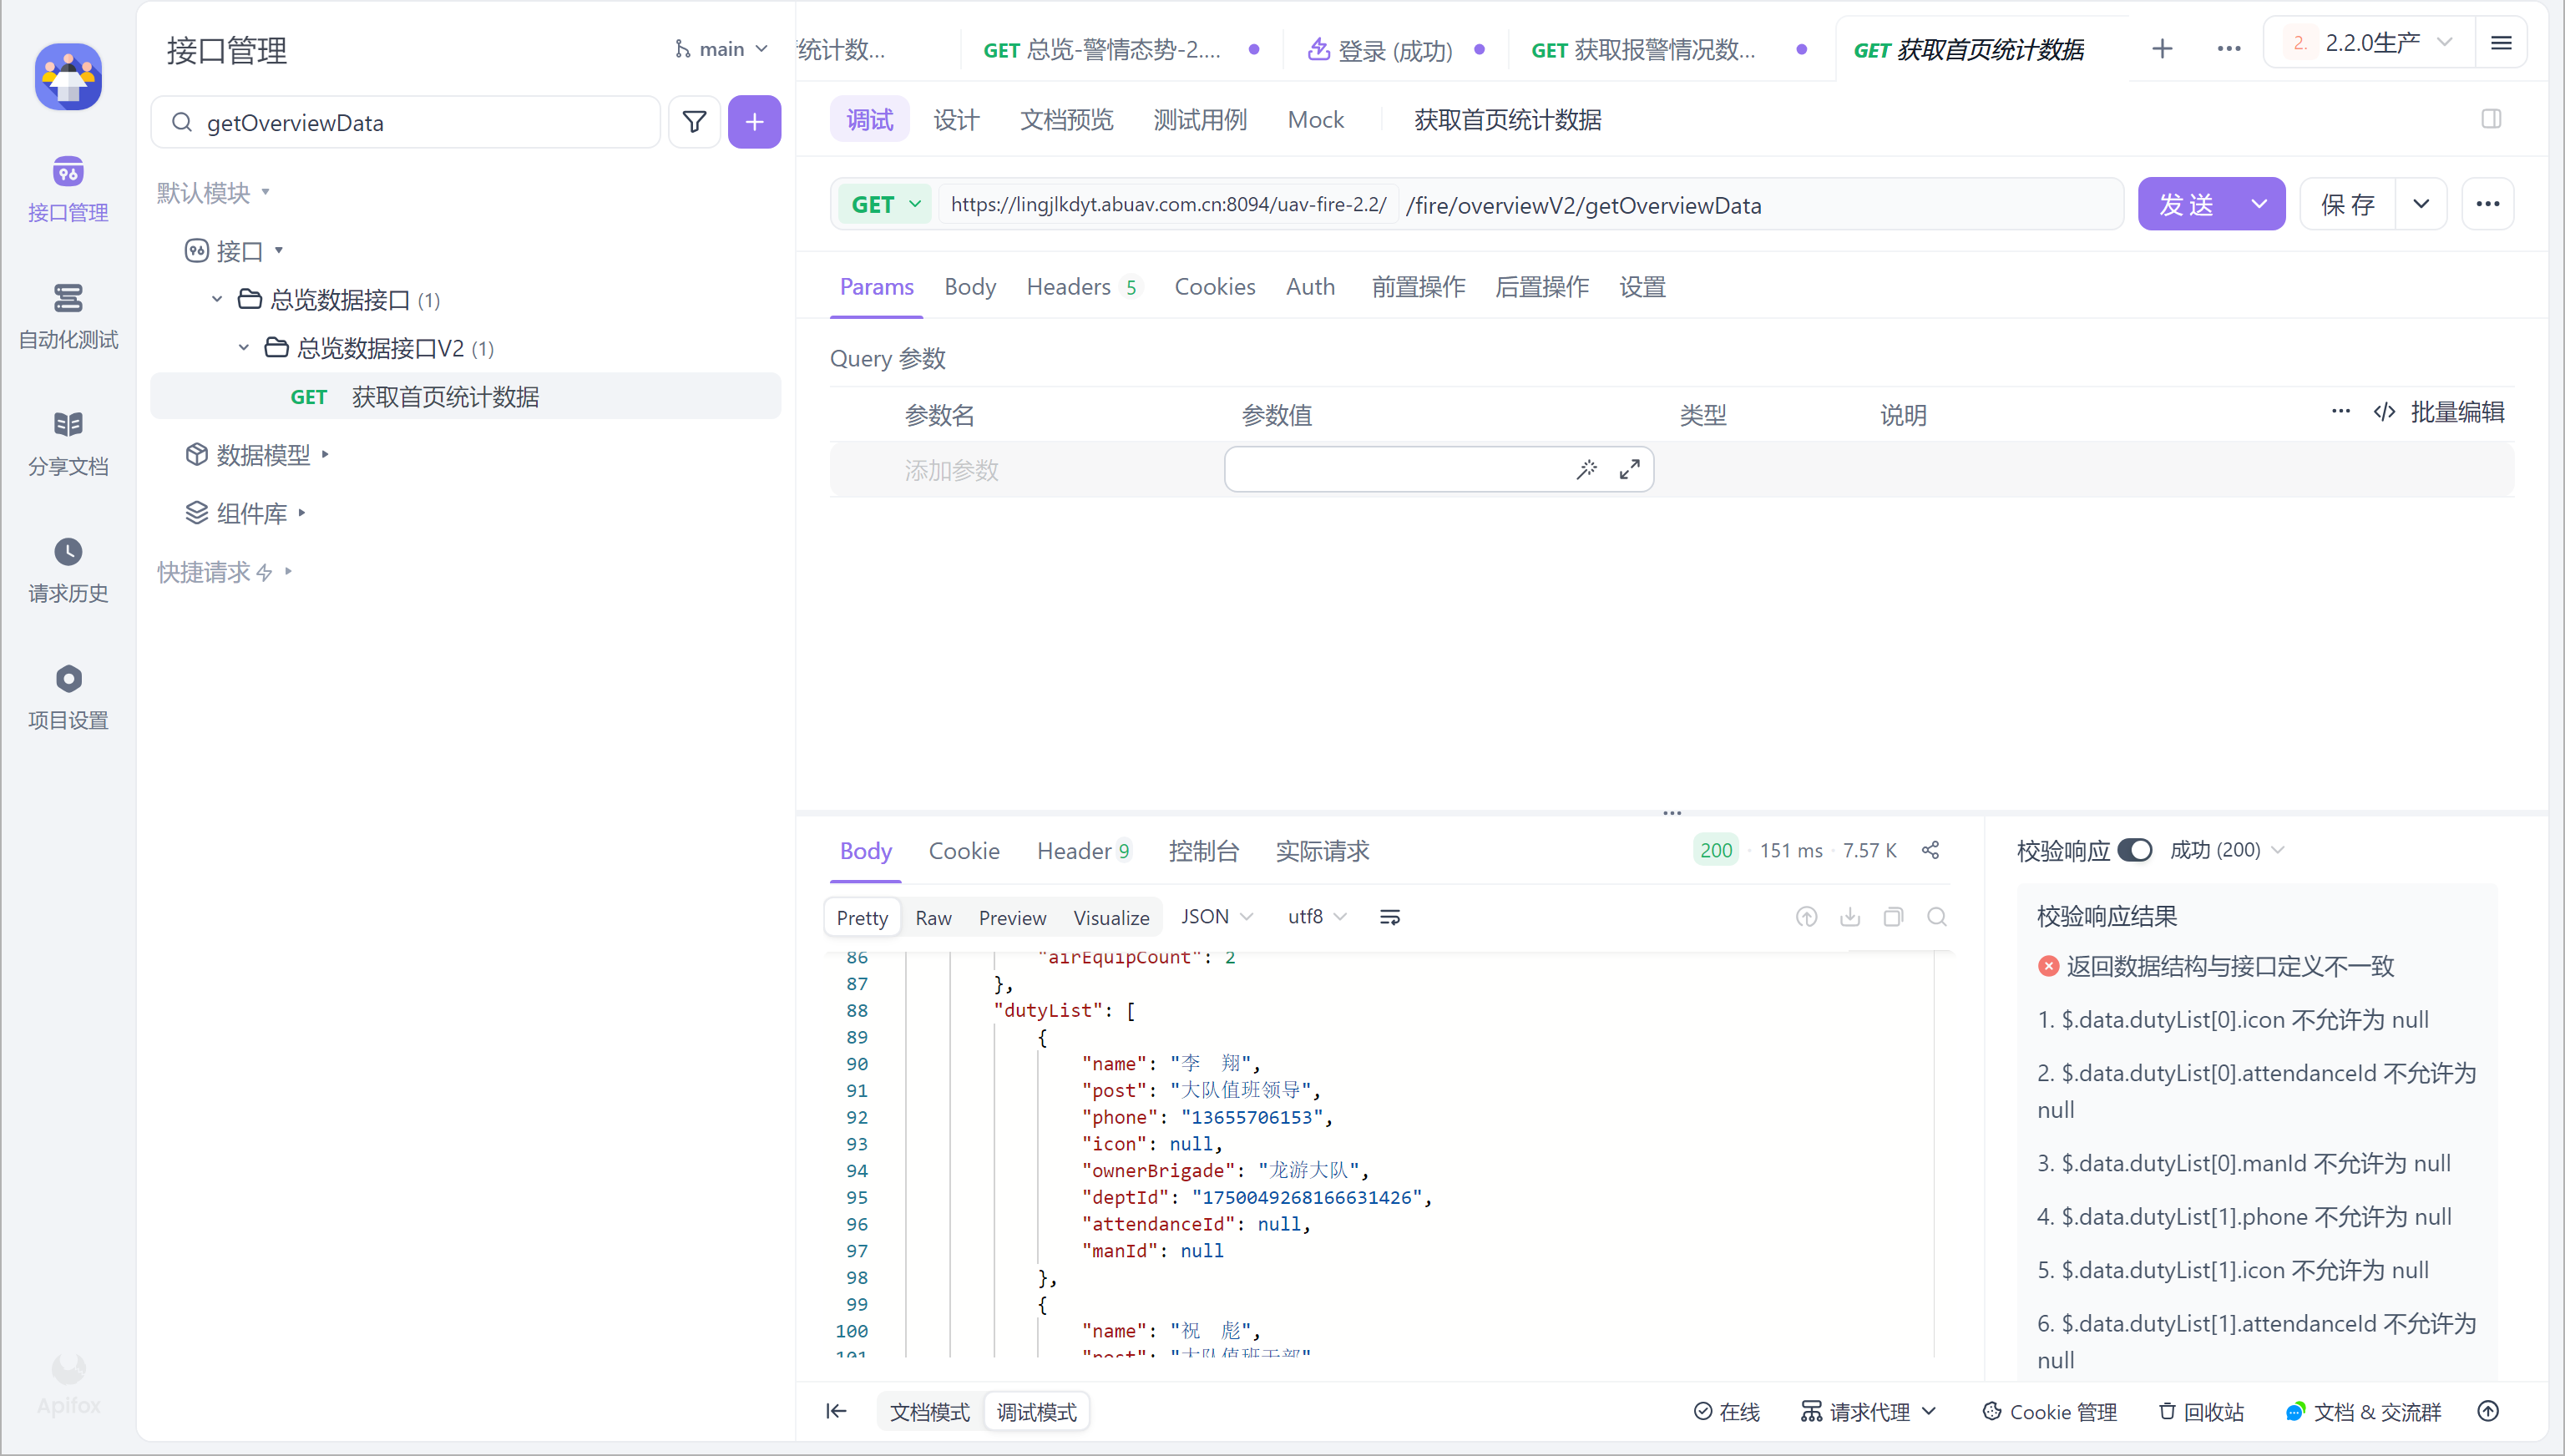 接口管理
main
统计数...
GET 总览-警情态势-2....
登录 (成功)
GET 获取报警情况数...
GET 获取首页统计数据
2.
2.2.0生产
getOverviewData
调试
设计
文档预览
测试用例
Mock
获取首页统计数据
接口管理
自动化测试
分享文档
请求历史
项目设置
Apifox
默认模块
接口
总览数据接口 (1)
总览数据接口V2 (1)
GET 获取首页统计数据
数据模型
组件库
快捷请求
GET
https://lingjlkdyt.abuav.com.cn:8094/uav-fire-2.2/
/fire/overviewV2/getOverviewData
发 送
保 存
Params
Body
Headers 5
Cookies
Auth
前置操作
后置操作
设置
Query 参数
参数名
参数值
类型
说明
批量编辑
添加参数
Body
Cookie
Header 9
控制台
实际请求
200 · 151 ms · 7.57 K
Pretty
Raw
Preview
Visualize
JSON
utf8
86 "airEquipCount": 2
87 },
88 "dutyList": [
89 {
90 "name": "李　翔",
91 "post": "大队值班领导",
92 "phone": "13655706153",
93 "icon": null,
94 "ownerBrigade": "龙游大队",
95 "deptId": "1750049268166631426",
96 "attendanceId": null,
97 "manId": null
98 },
99 {
100 "name": "祝　彪",
101 "post": "大队值班干部"
校验响应
成功 (200)
校验响应结果
返回数据结构与接口定义不一致
1. $.data.dutyList[0].icon 不允许为 null
2. $.data.dutyList[0].attendanceId 不允许为
null
3. $.data.dutyList[0].manId 不允许为 null
4. $.data.dutyList[1].phone 不允许为 null
5. $.data.dutyList[1].icon 不允许为 null
6. $.data.dutyList[1].attendanceId 不允许为
null
文档模式
调试模式
在线
请求代理
Cookie 管理
回收站
文档 & 交流群